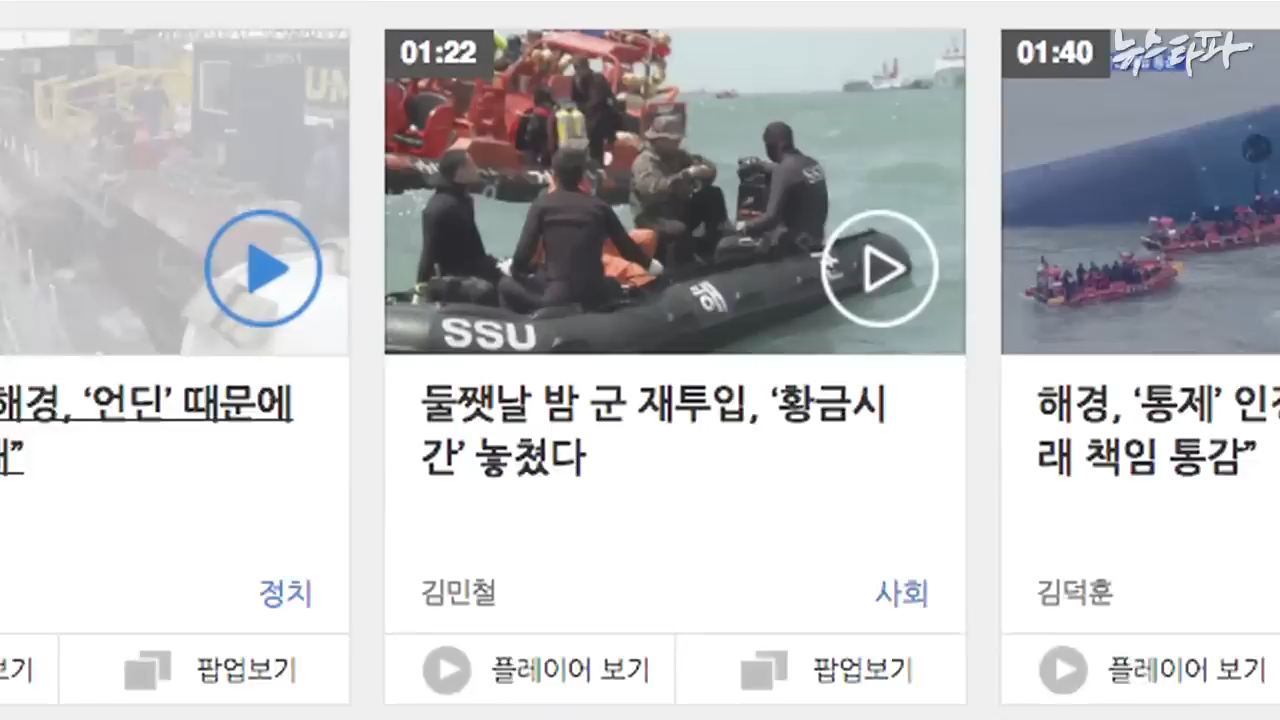 01:22
01:40
뉴스타파
SSU
SSU
해경, ‘언딘’ 때문에
”
둘쨋날 밤 군 재투입, ‘황금시
간’ 놓쳤다
해경, ‘통제’
래 책임 통감”
정치
김민철
사회
김덕훈
보기
팝업보기
플레이어 보기
팝업보기
플레이어 보기